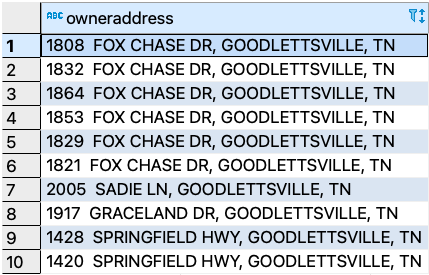 ABC owneraddress
1 1808  FOX CHASE DR, GOODLETTSVILLE, TN
2 1832  FOX CHASE DR, GOODLETTSVILLE, TN
3 1864  FOX CHASE DR, GOODLETTSVILLE, TN
4 1853  FOX CHASE DR, GOODLETTSVILLE, TN
5 1829  FOX CHASE DR, GOODLETTSVILLE, TN
6 1821  FOX CHASE DR, GOODLETTSVILLE, TN
7 2005  SADIE LN, GOODLETTSVILLE, TN
8 1917  GRACELAND DR, GOODLETTSVILLE, TN
9 1428  SPRINGFIELD HWY, GOODLETTSVILLE, TN
10 1420  SPRINGFIELD HWY, GOODLETTSVILLE, TN